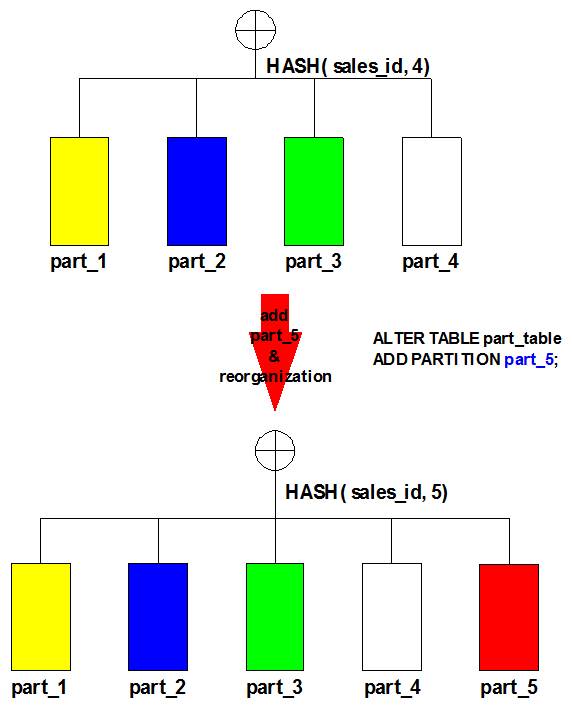 HASH( sales_id, 4)
part_1 part_2 part_3 part_4
add
part_5
&
reorganization
ALTER TABLE part_table
ADD PARTITION part_5;
HASH( sales_id, 5)
part_1 part_2 part_3 part_4 part_5